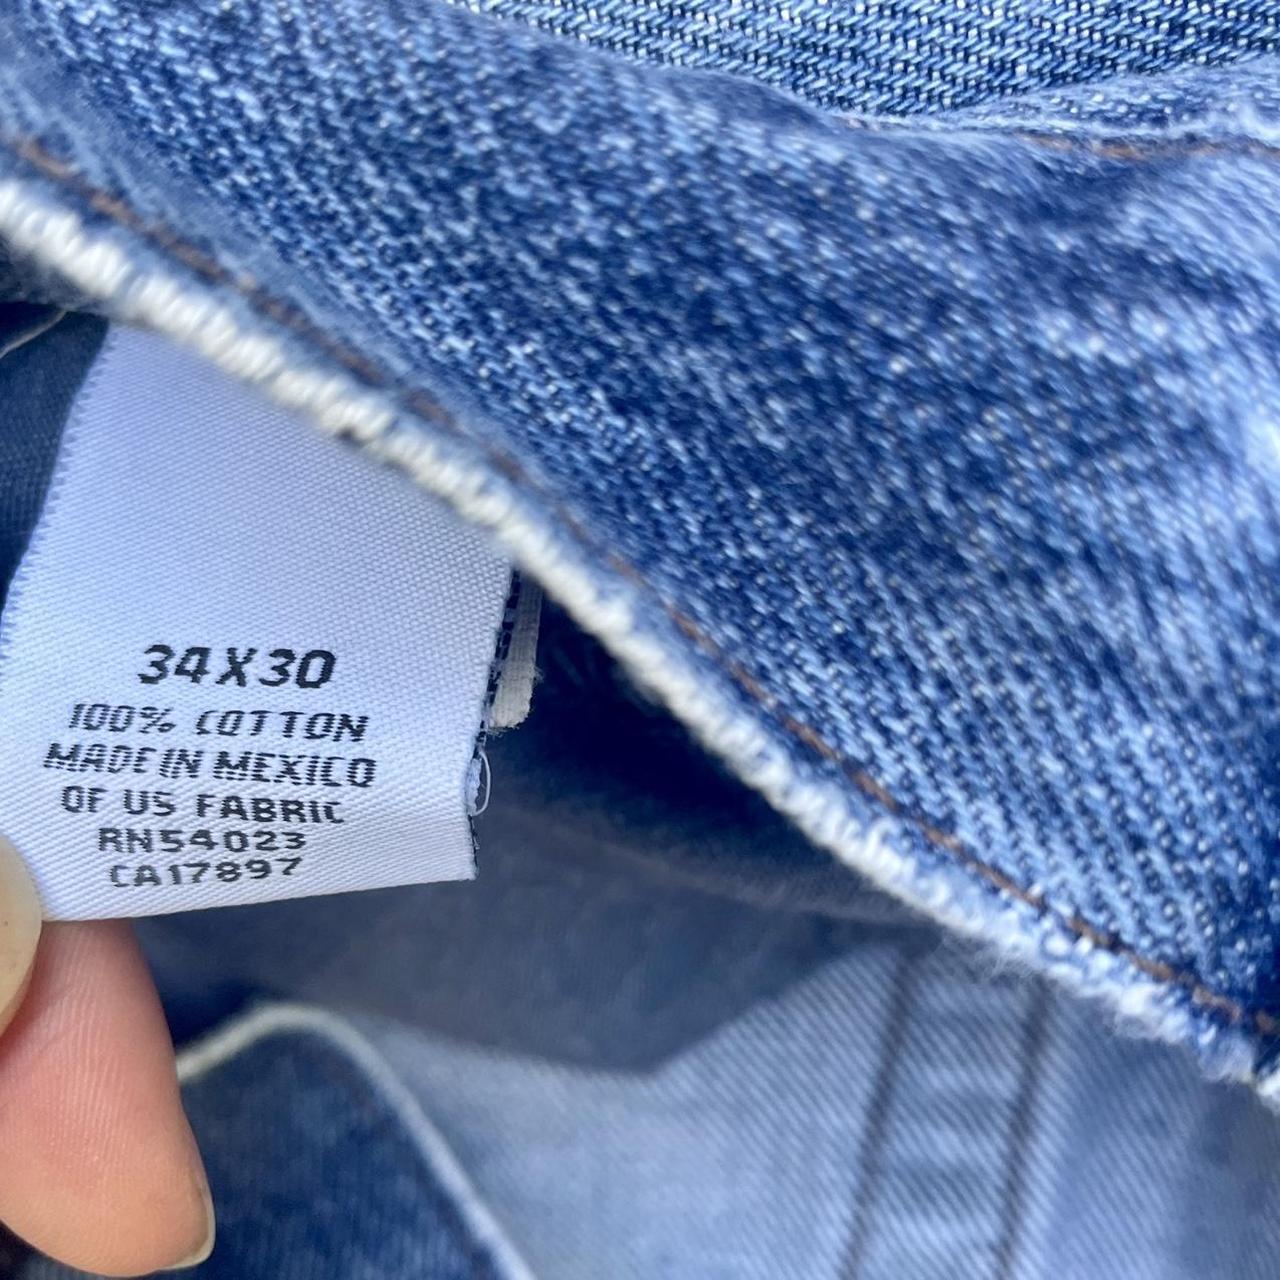 34X30
100% COTTON
MADE IN MEXICO
OF US FABRIC
RN54023
CA17897